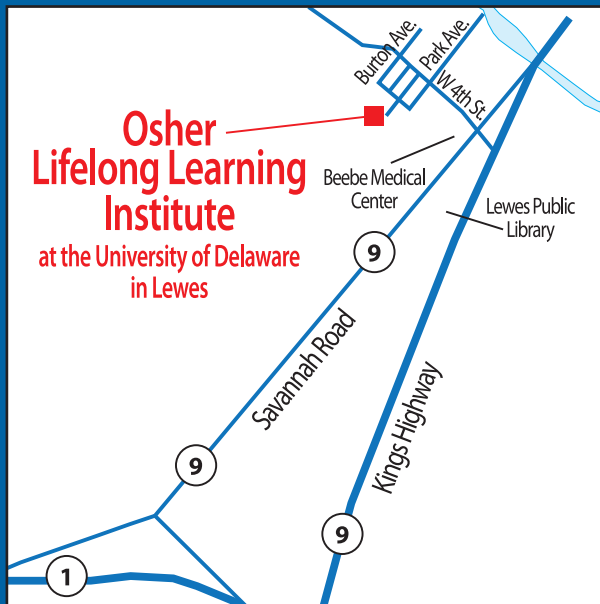 Burton Ave.
Park Ave.
W 4th St.
Osher
Lifelong Learning
Institute
at the University of Delaware
in Lewes
Beebe Medical
Center
Lewes Public
Library
9
Savannah Road
Kings Highway
9
9
1